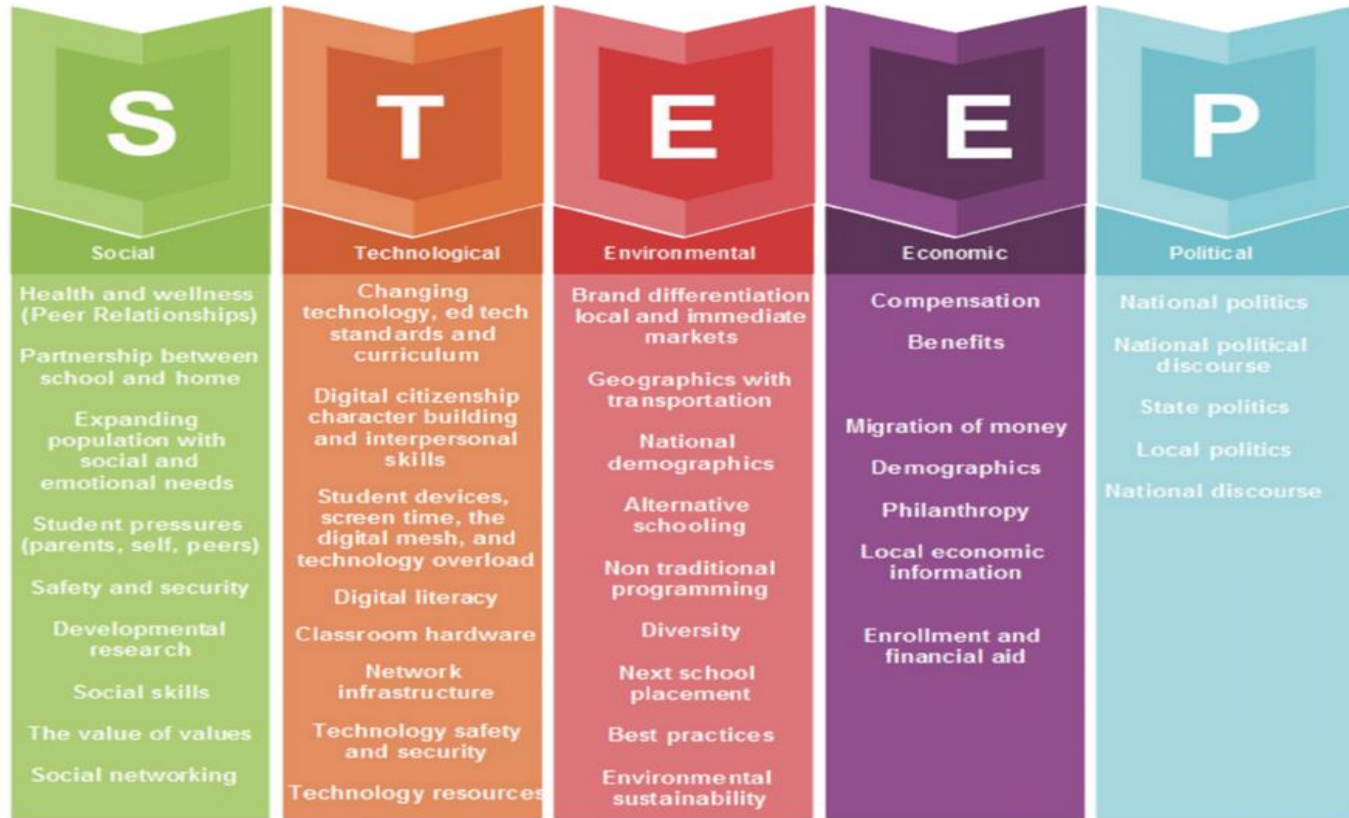 S
Social
Health and wellness
(Peer Relationships)
Partnership between
school and home
Expanding
population with
social and
emotional needs
Student pressures
(parents, self, peers)
Safety and security
Developmental
research
Social skills
The value of values
Social networking
T
Technological
Changing
technology, ed tech
standards and
curriculum
Digital citizenship
character building
and interpersonal
skills
Student devices,
screen time, the
digital mesh, and
technology overload
Digital literacy
Classroom hardware
Network
infrastructure
Technology safety
and security
Technology resources
E
Environmental
Brand differentiation
local and immediate
markets
Geographics with
transportation
National
demographics
Alternative
schooling
Non traditional
programming
Diversity
Next school
placement
Best practices
Environmental
sustainability
E
Economic
Compensation
Benefits
Migration of money
Demographics
Philanthropy
Local economic
information
Enrollment and
financial aid
P
Political
National politics
National political
discourse
State politics
Local politics
National discourse